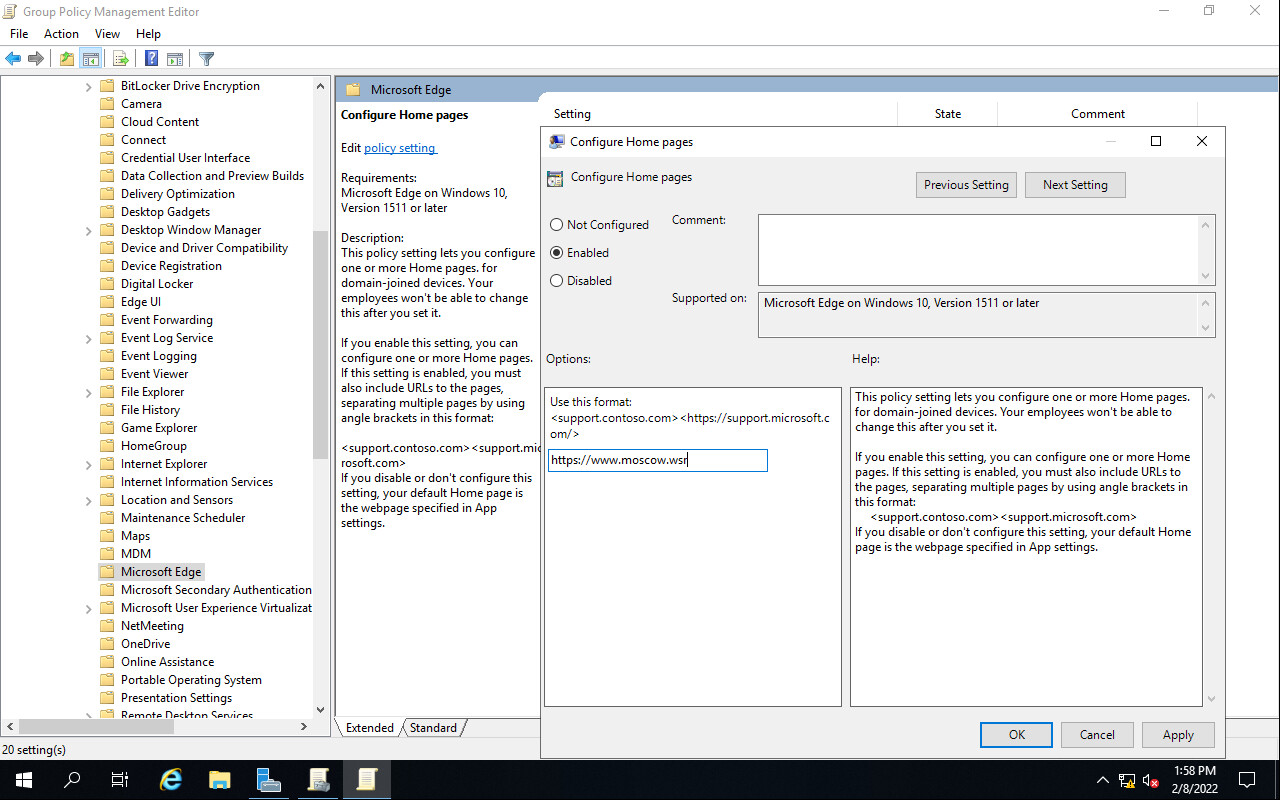 Group Policy Management Editor
File Action View Help
BitLocker Drive Encryption
Camera
Cloud Content
Connect
Credential User Interface
Data Collection and Preview Builds
Delivery Optimization
Desktop Gadgets
Desktop Window Manager
Device and Driver Compatibility
Device Registration
Digital Locker
Edge UI
Event Forwarding
Event Log Service
Event Logging
Event Viewer
File Explorer
File History
Game Explorer
HomeGroup
Internet Explorer
Internet Information Services
Location and Sensors
Maintenance Scheduler
Maps
MDM
Microsoft Edge
Microsoft Secondary Authentication
Microsoft User Experience Virtualizat
NetMeeting
OneDrive
Online Assistance
Portable Operating System
Presentation Settings
Remote Desktop Services
20 setting(s)
Microsoft Edge
Configure Home pages
Edit policy setting
Requirements:
Microsoft Edge on Windows 10,
Version 1511 or later
Description:
This policy setting lets you configure
one or more Home pages. for
domain-joined devices. Your
employees won't be able to change
this after you set it.
If you enable this setting, you can
configure one or more Home pages.
If this setting is enabled, you must
also include URLs to the pages,
separating multiple pages by using
angle brackets in this format:
<support.contoso.com><support.mic
rosoft.com>
If you disable or don't configure this
setting, your default Home page is
the webpage specified in App
settings.
Extended Standard
Setting State Comment
Configure Home pages
Configure Home pages
Previous Setting Next Setting
Not Configured
Enabled
Disabled
Comment:
Supported on:
Microsoft Edge on Windows 10, Version 1511 or later
Options:
Help:
Use this format:
<support.contoso.com><https://support.microsoft.c
om/>
https://www.moscow.wsr
This policy setting lets you configure one or more Home pages.
for domain-joined devices. Your employees won't be able to
change this after you set it.
If you enable this setting, you can configure one or more Home
pages. If this setting is enabled, you must also include URLs to
the pages, separating multiple pages by using angle brackets in
this format:
<support.contoso.com><support.microsoft.com>
If you disable or don't configure this setting, your default Home
page is the webpage specified in App settings.
OK Cancel Apply
1:58 PM
2/8/2022